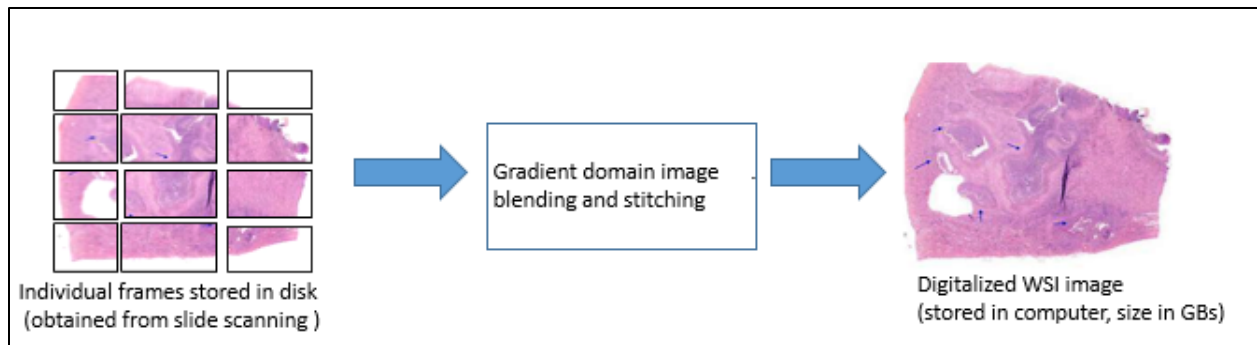 Gradient domain image
blending and stitching
Individual frames stored in disk
(obtained from slide scanning )
Digitalized WSI image
(stored in computer, size in GBs)